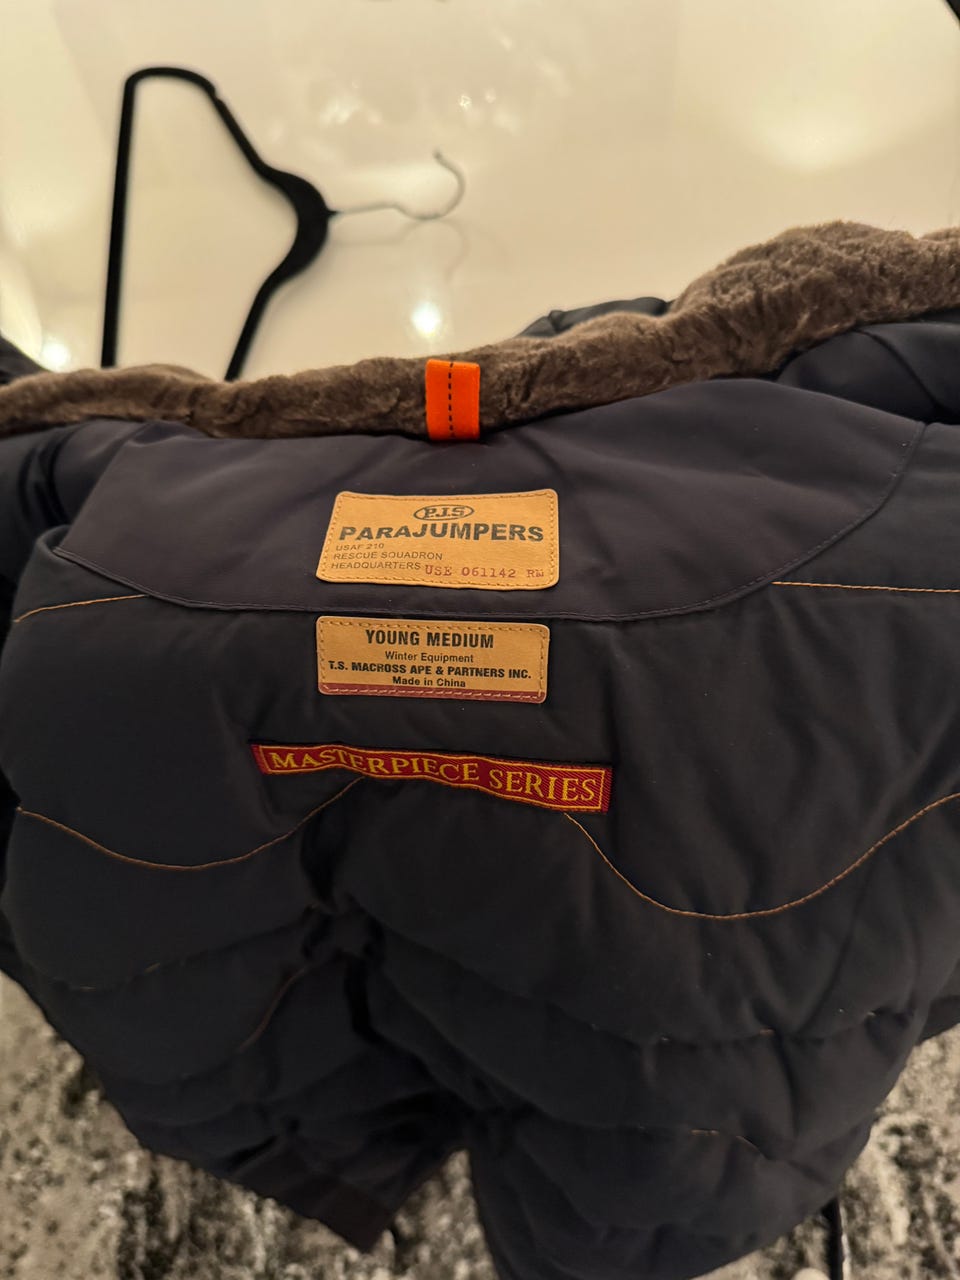 P.J.S
PARAJUMPERS
USAF 210
RESCUE SQUADRON
HEADQUARTERS USE 061142 RW
YOUNG MEDIUM
Winter Equipment
T.S. MACROSS APE & PARTNERS INC.
Made in China
MASTERPIECE SERIES